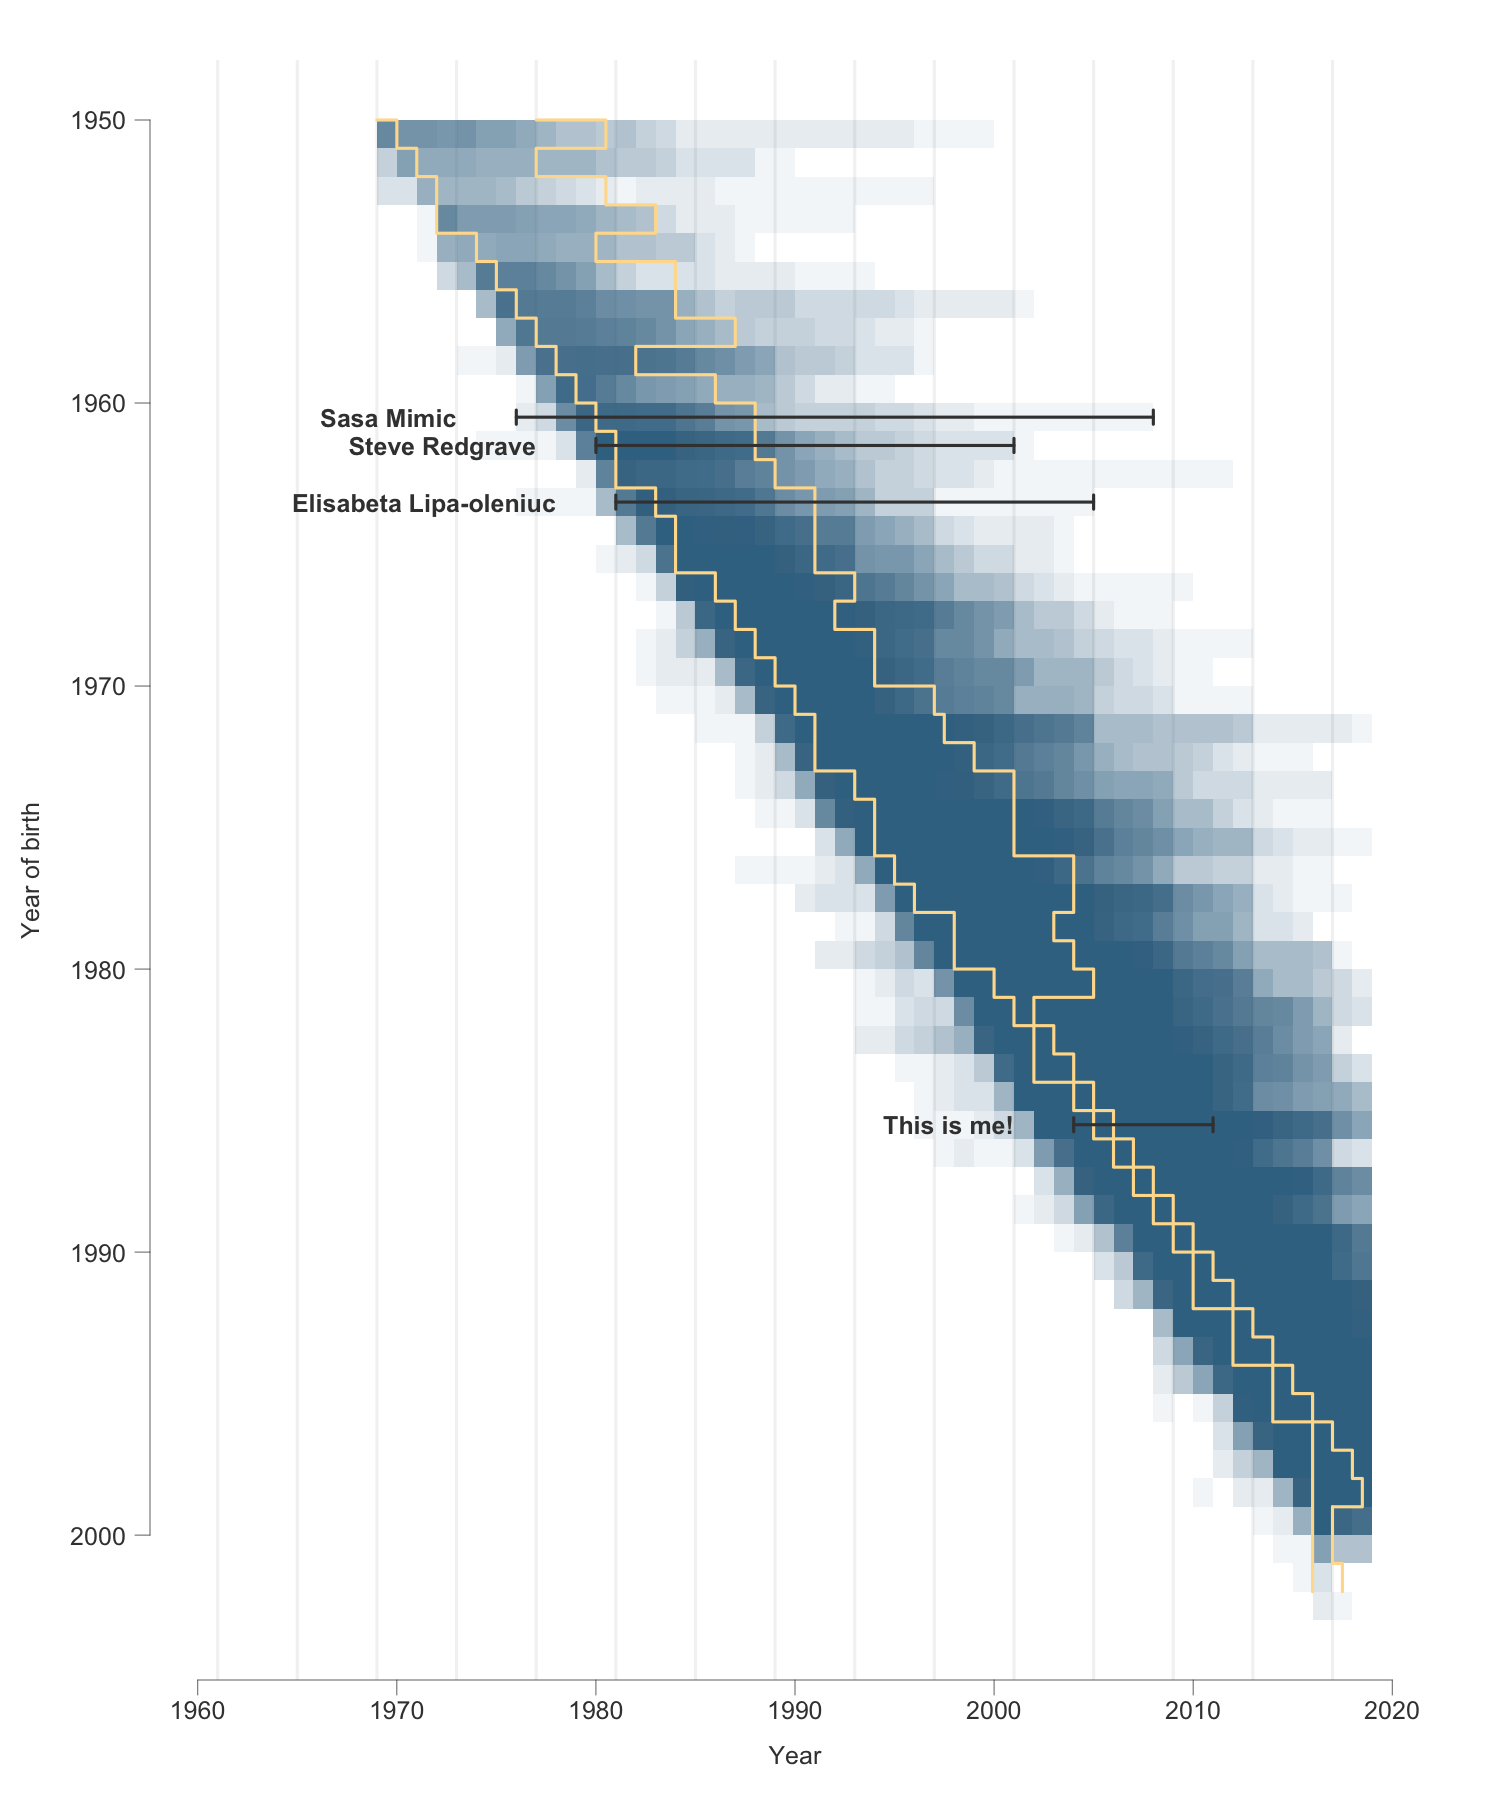 1950
1960
Sasa Mimic
Steve Redgrave
Elisabeta Lipa-oleniuc
1970
Year of birth
1980
This is me!
1990
2000
1960 1970 1980 1990 2000 2010 2020
Year